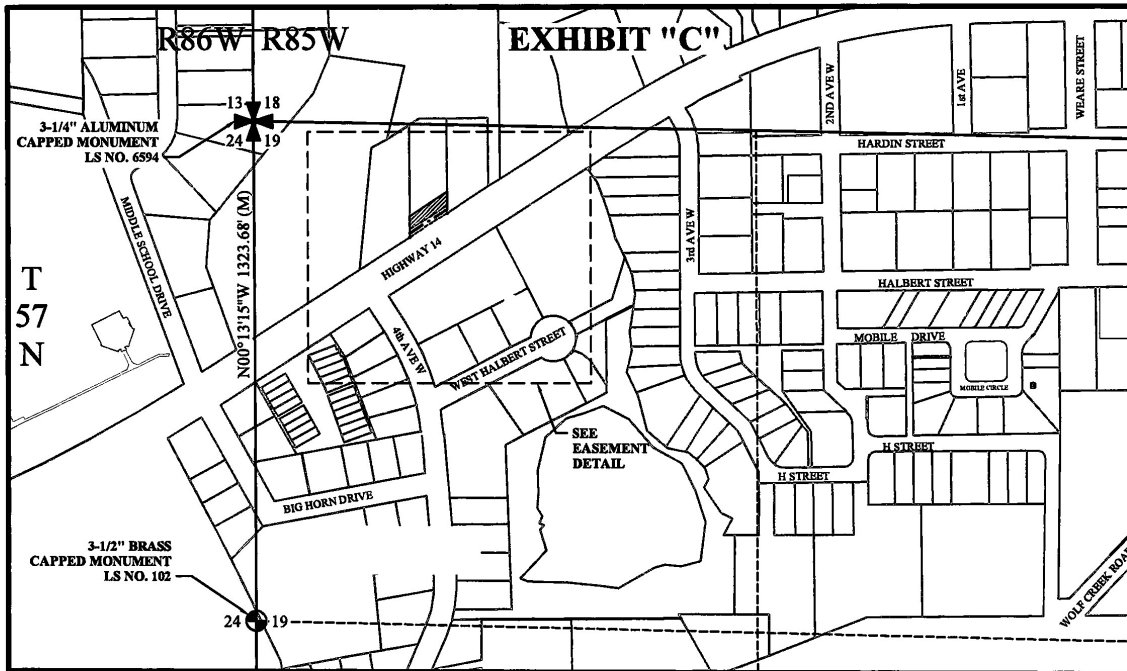 R86W R85W
EXHIBIT "C"
13 18
24 19
3-1/4" ALUMINUM
CAPPED MONUMENT
LS NO. 6594
N00°13'15"W 1323.68' (M)
MIDDLE SCHOOL DRIVE
T
57
N
HIGHWAY 14
4th AVE W
WEST HALBERT STREET
SEE
EASEMENT
DETAIL
BIG HORN DRIVE
3-1/2" BRASS
CAPPED MONUMENT
LS NO. 102
24 19
2ND AVE W
1st AVE
WEARE STREET
HARDIN STREET
3rd AVE W
HALBERT STREET
MOBILE DRIVE
MOBILE CIRCLE
H STREET
H STREET
WOLF CREEK ROAD